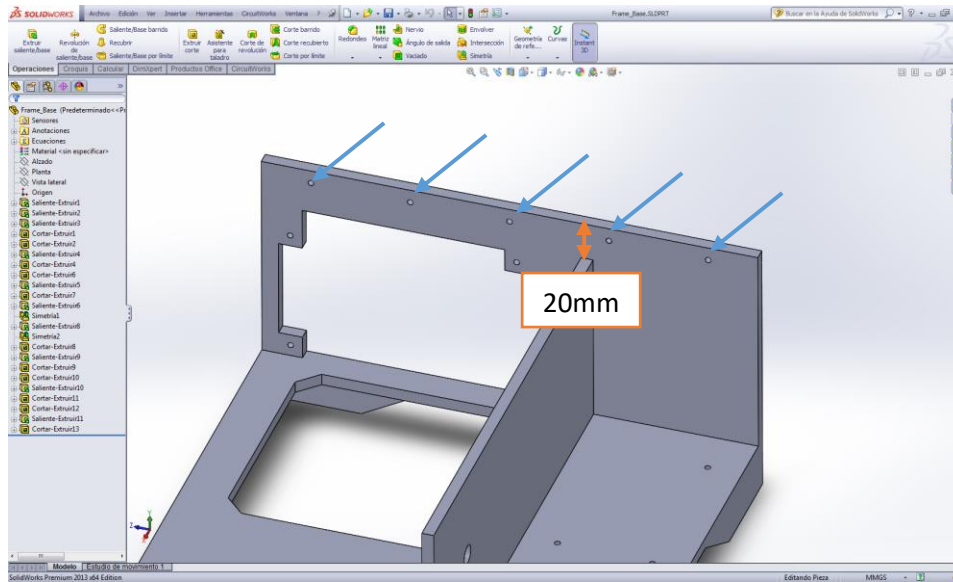 SOLIDWORKS Archivo Edición Ver Insertar Herramientas CircuitWorks Ventana ? Frame_Base.SLDPRT Buscar en la Ayuda de SolidWorks
Extruir saliente/base
Revolución de saliente/base
Saliente/Base barrido
Recubrir
Saliente/Base por límite
Extruir corte
Asistente para taladro
Corte de revolución
Corte barrido
Corte recubierto
Corte por límite
Redondeo
Matriz lineal
Nervio
Ángulo de salida
Vaciado
Envolver
Intersección
Simetría
Geometría de refe...
Curvas
Instant 3D
Operaciones Croquis Calcular DimXpert Productos Office CircuitWorks
Frame_Base (Predeterminado<<Pr
Sensores
Anotaciones
Ecuaciones
Material <sin especificar>
Alzado
Planta
Vista lateral
Origen
Saliente-Extruir1
Saliente-Extruir2
Saliente-Extruir3
Cortar-Extruir1
Cortar-Extruir2
Saliente-Extruir4
Cortar-Extruir4
Cortar-Extruir6
Saliente-Extruir5
Cortar-Extruir7
Saliente-Extruir6
Simetría1
Saliente-Extruir8
Simetría2
Cortar-Extruir8
Saliente-Extruir9
Cortar-Extruir9
Cortar-Extruir10
Saliente-Extruir10
Cortar-Extruir11
Cortar-Extruir12
Saliente-Extruir11
Cortar-Extruir13
20mm
Y
Z
X
Modelo Estudio de movimiento 1
SolidWorks Premium 2013 x64 Edition Editando Pieza MMGS